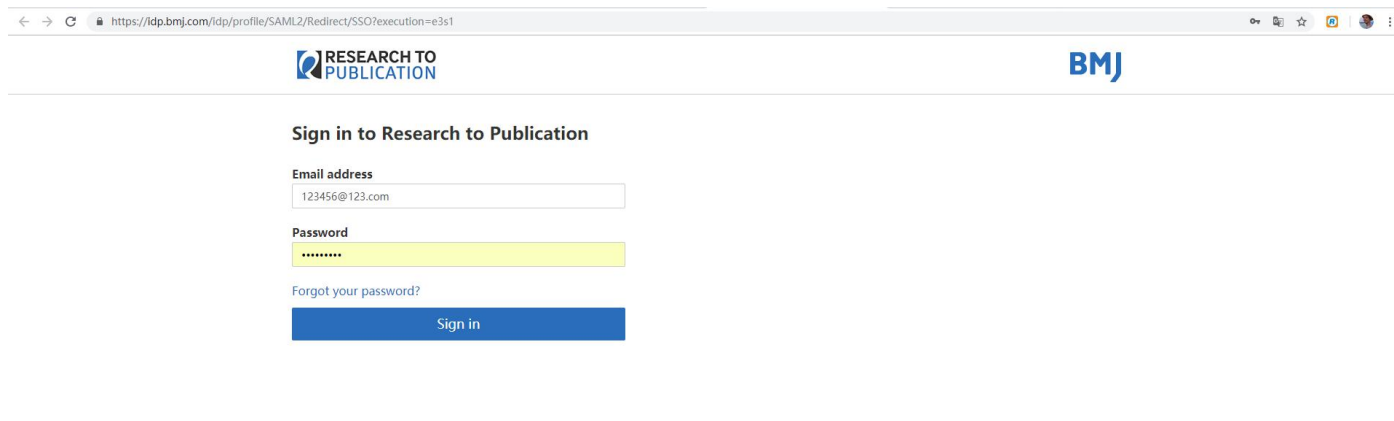 https://idp.bmj.com/idp/profile/SAML2/Redirect/SSO?execution=e3s1
RESEARCH TO
PUBLICATION
BMJ
Sign in to Research to Publication
Email address
123456@123.com
Password
•••••••••
Forgot your password?
Sign in